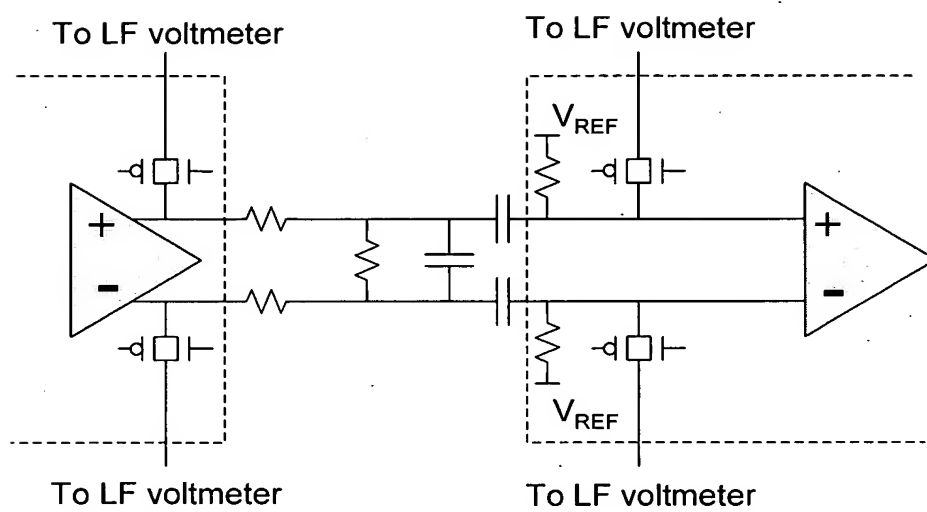 To LF voltmeter
To LF voltmeter
V_REF
+
-
+
-
V_REF
To LF voltmeter
To LF voltmeter